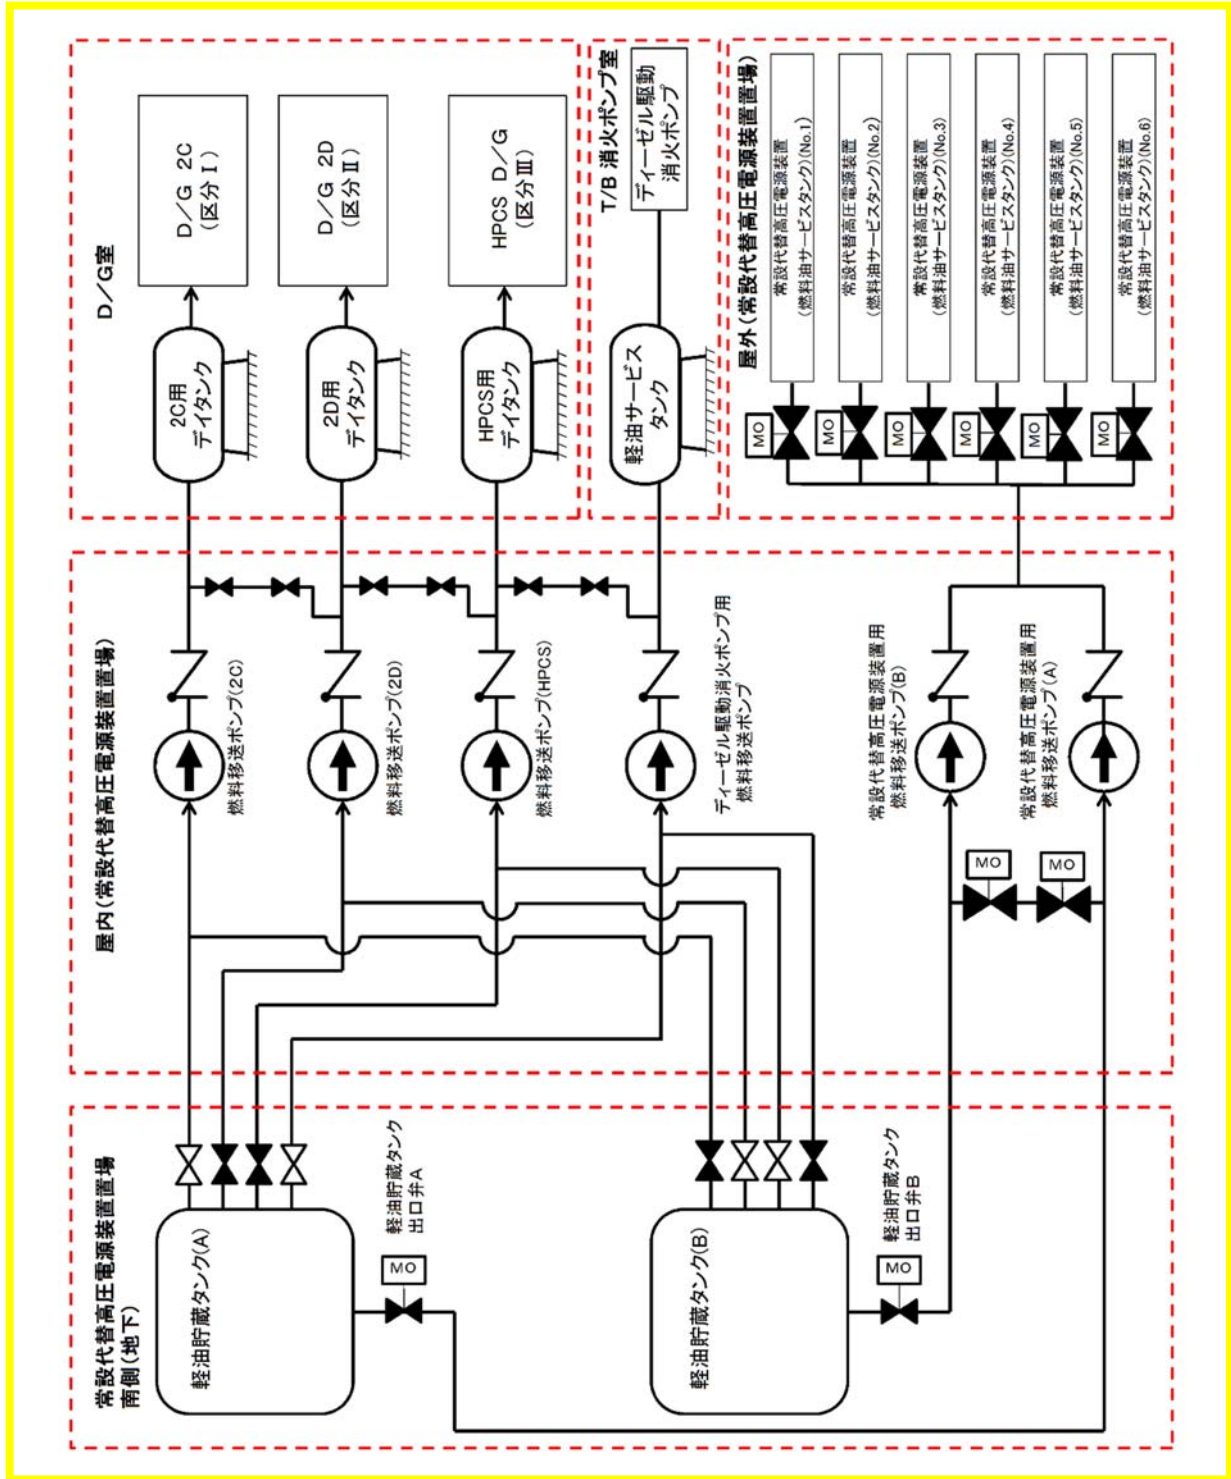 常設代替高圧電源装置置場
南側(地下)
軽油貯蔵タンク(A)
軽油貯蔵タンク
出口弁A
MO
軽油貯蔵タンク(B)
軽油貯蔵タンク
出口弁B
MO
屋内(常設代替高圧電源装置置場)
燃料移送ポンプ(2C)
燃料移送ポンプ(2D)
燃料移送ポンプ(HPCS)
ディーゼル駆動消火ポンプ用
燃料移送ポンプ
常設代替高圧電源装置用
燃料移送ポンプ(B)
常設代替高圧電源装置用
燃料移送ポンプ(A)
MO
MO
D/G室
2C用
デイタンク
D/G 2C
(区分Ⅰ)
2D用
デイタンク
D/G 2D
(区分Ⅱ)
HPCS用
デイタンク
HPCS D/G
(区分Ⅲ)
T/B 消火ポンプ室
軽油サービス
タンク
ディーゼル駆動
消火ポンプ
屋外(常設代替高圧電源装置置場)
MO
常設代替高圧電源装置
(燃料油サービスタンク)(No.1)
MO
常設代替高圧電源装置
(燃料油サービスタンク)(No.2)
MO
常設代替高圧電源装置
(燃料油サービスタンク)(No.3)
MO
常設代替高圧電源装置
(燃料油サービスタンク)(No.4)
MO
常設代替高圧電源装置
(燃料油サービスタンク)(No.5)
MO
常設代替高圧電源装置
(燃料油サービスタンク)(No.6)